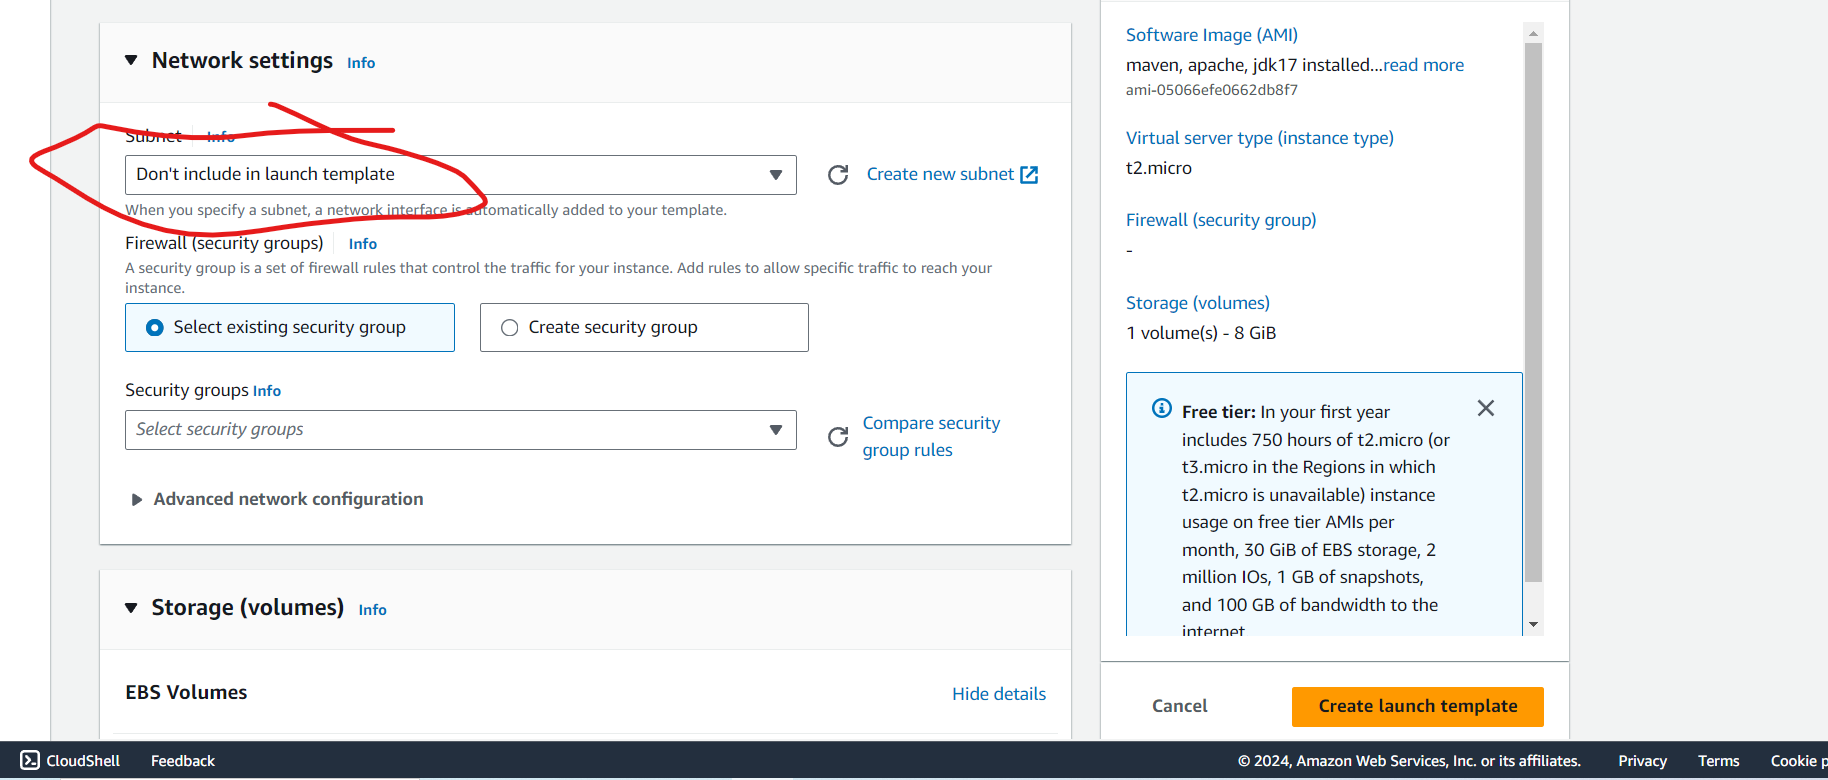 Network settings Info
Subnet Info
Don't include in launch template
Create new subnet
When you specify a subnet, a network interface is automatically added to your template.
Firewall (security groups) Info
A security group is a set of firewall rules that control the traffic for your instance. Add rules to allow specific traffic to reach your
instance.
Select existing security group
Create security group
Security groups Info
Select security groups
Compare security
group rules
Advanced network configuration
Storage (volumes) Info
EBS Volumes
Hide details
Software Image (AMI)
maven, apache, jdk17 installed...read more
ami-05066efe0662db8f7
Virtual server type (instance type)
t2.micro
Firewall (security group)
-
Storage (volumes)
1 volume(s) - 8 GiB
Free tier: In your first year
includes 750 hours of t2.micro (or
t3.micro in the Regions in which
t2.micro is unavailable) instance
usage on free tier AMIs per
month, 30 GiB of EBS storage, 2
million IOs, 1 GB of snapshots,
and 100 GB of bandwidth to the
internet
Cancel
Create launch template
CloudShell
Feedback
© 2024, Amazon Web Services, Inc. or its affiliates.
Privacy
Terms
Cookie p